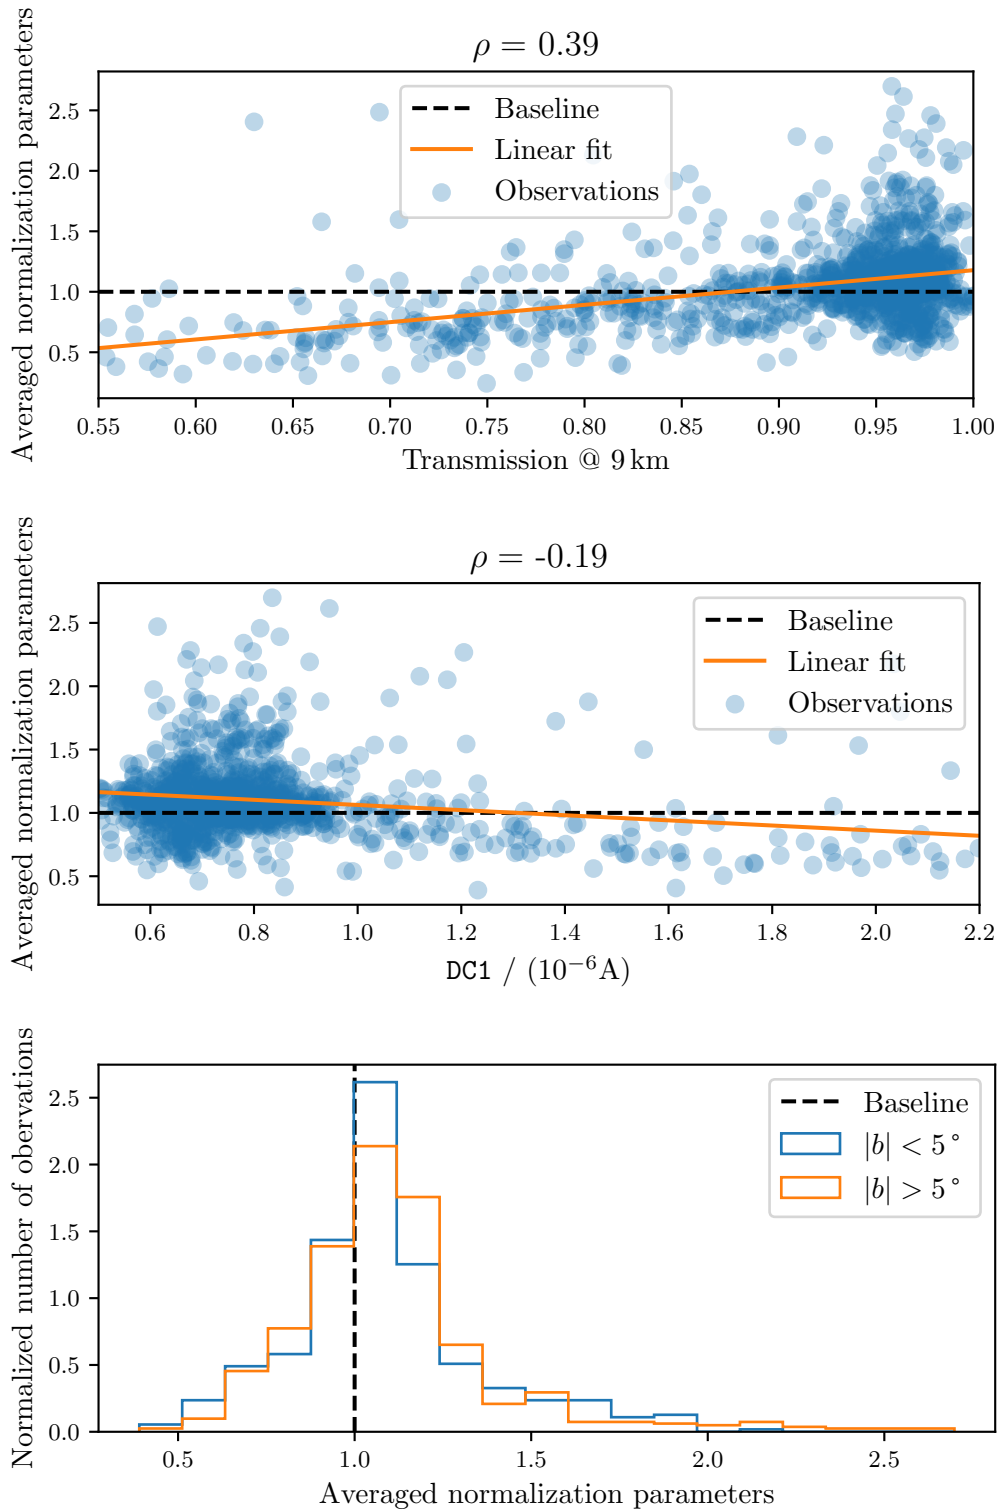 ρ = 0.39
Averaged normalization parameters
2.5
2.0
1.5
1.0
0.5
Baseline
Linear fit
Observations
0.55 0.60 0.65 0.70 0.75 0.80 0.85 0.90 0.95 1.00
Transmission @ 9 km
ρ = -0.19
Averaged normalization parameters
2.5
2.0
1.5
1.0
0.5
Baseline
Linear fit
Observations
0.6 0.8 1.0 1.2 1.4 1.6 1.8 2.0 2.2
DC1 / (10⁻⁶A)
Normalized number of obervations
2.5
2.0
1.5
1.0
0.5
0.0
Baseline
|b| < 5°
|b| > 5°
0.5 1.0 1.5 2.0 2.5
Averaged normalization parameters